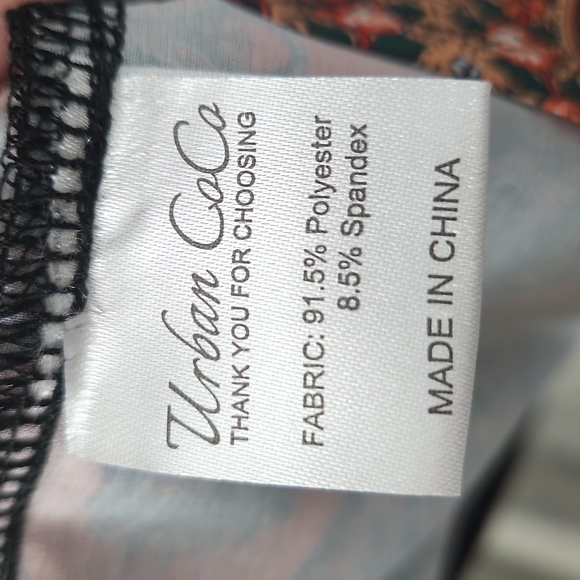 Urban CoCo
THANK YOU FOR CHOOSING
FABRIC: 91.5% Polyester
8.5% Spandex
MADE IN CHINA